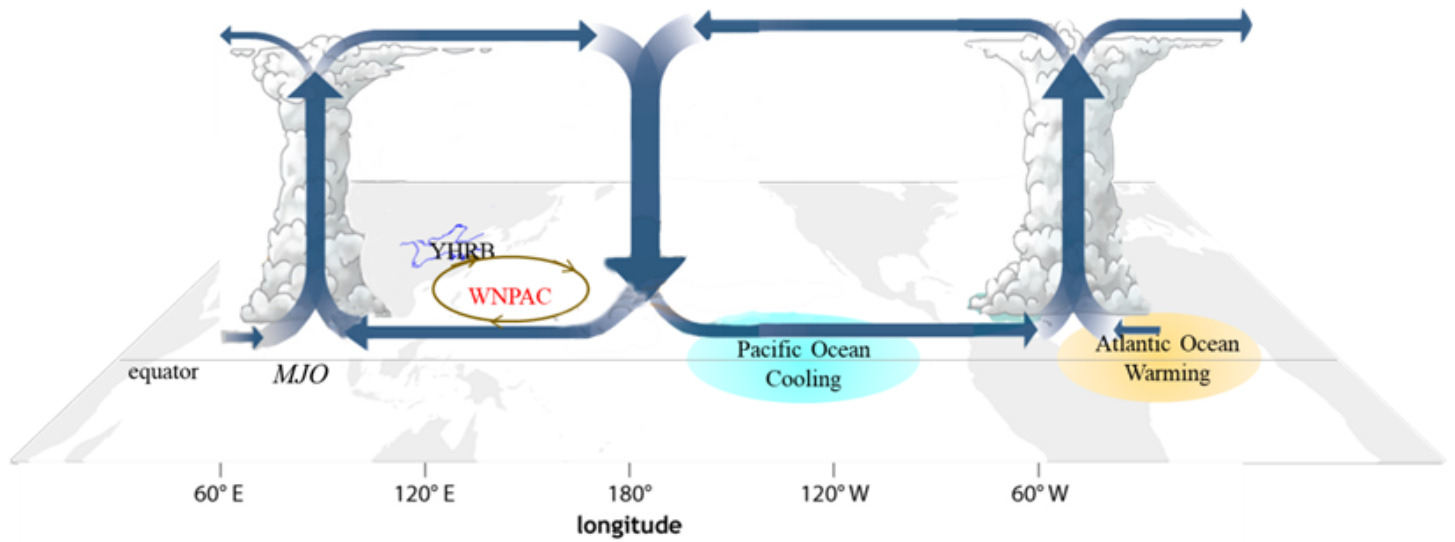 YHRB
WNPAC
Pacific Ocean
Cooling
Atlantic Ocean
Warming
equator
MJO
60° E
120° E
180°
120° W
60° W
longitude